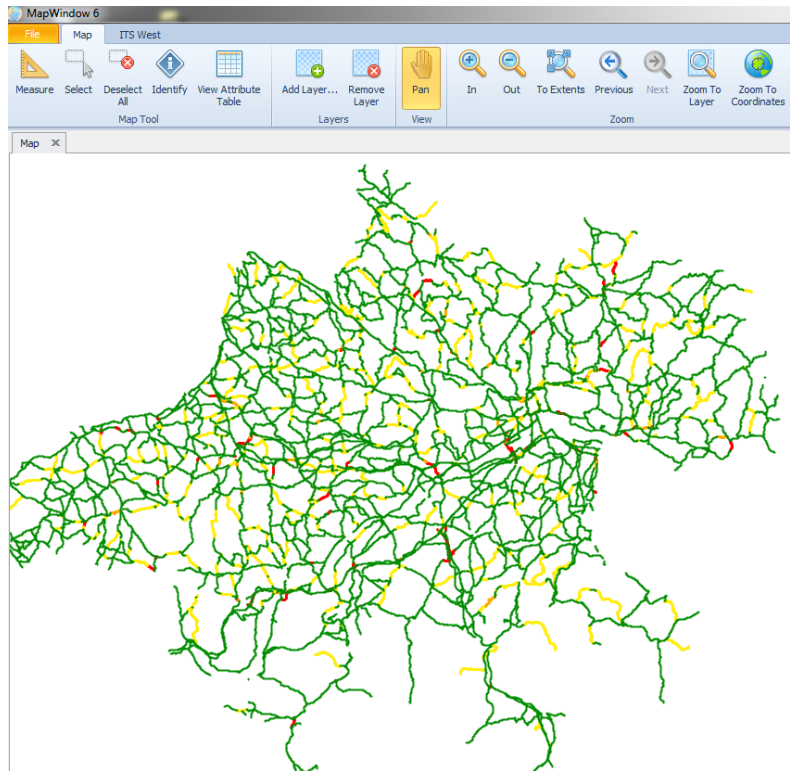 MapWindow 6
File Map ITS West
Measure Select Deselect All Identify View Attribute Table Add Layer... Remove Layer Pan In Out To Extents Previous Next Zoom To Layer Zoom To Coordinates
Map Tool Layers View Zoom
Map